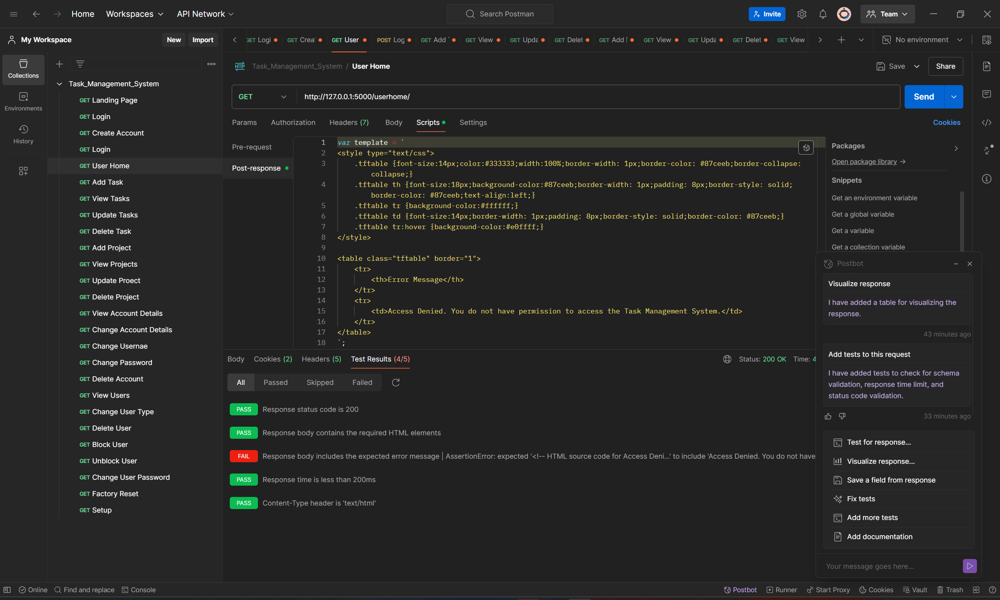 Home
Workspaces
API Network
Search Postman
Invite
Team
My Workspace
New
Import
GET Logi
GET Crea
GET User
POST Log
GET Add
GET View
GET Upda
GET Delet
GET Add
GET View
GET Upda
GET Delet
GET View
No environment
Collections
Environments
History
Task_Management_System
GET Landing Page
GET Login
GET Create Account
GET Login
GET User Home
GET Add Task
GET View Tasks
GET Update Tasks
GET Delete Task
GET Add Project
GET View Projects
GET Update Proect
GET Delete Project
GET View Account Details
GET Change Account Details
GET Change Usernae
GET Change Password
GET Delete Account
GET View Users
GET Change User Type
GET Delete User
GET Block User
GET Unblock User
GET Change User Password
GET Factory Reset
GET Setup
HTTP Task_Management_System / User Home
Save
Share
GET
http://127.0.0.1:5000/userhome/
Send
Params
Authorization
Headers (7)
Body
Scripts
Settings
Cookies
Pre-request
Post-response
1 var template = `
2 <style type="text/css">
3 .tftable {font-size:14px;color:#333333;width:100%;border-width: 1px;border-color: #87ceeb;border-collapse:
collapse;}
4 .tftable th {font-size:18px;background-color:#87ceeb;border-width: 1px;padding: 8px;border-style: solid;
border-color: #87ceeb;text-align:left;}
5 .tftable tr {background-color:#ffffff;}
6 .tftable td {font-size:14px;border-width: 1px;padding: 8px;border-style: solid;border-color: #87ceeb;}
7 .tftable tr:hover {background-color:#e0ffff;}
8 </style>
9
10 <table class="tftable" border="1">
11 <tr>
12 <th>Error Message</th>
13 </tr>
14 <tr>
15 <td>Access Denied. You do not have permission to access the Task Management System.</td>
16 </tr>
17 </table>
18 `;
Packages
Open package library →
Snippets
Get an environment variable
Get a global variable
Get a variable
Get a collection variable
Body
Cookies (2)
Headers (5)
Test Results (4/5)
Status: 200 OK
Time: 4
All
Passed
Skipped
Failed
PASS Response status code is 200
PASS Response body contains the required HTML elements
FAIL Response body includes the expected error message | AssertionError: expected '<!-- HTML source code for Access Deni...' to include 'Access Denied. You do not have
PASS Response time is less than 200ms
PASS Content-Type header is 'text/html'
Postbot
Visualize response
I have added a table for visualizing the
response.
43 minutes ago
Add tests to this request
I have added tests to check for schema
validation, response time limit, and
status code validation.
33 minutes ago
Test for response...
Visualize response...
Save a field from response
Fix tests
Add more tests
Add documentation
Your message goes here...
Online
Find and replace
Console
Postbot
Runner
Start Proxy
Cookies
Vault
Trash